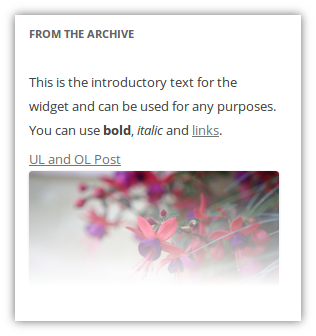 FROM THE ARCHIVE
This is the introductory text for the
widget and can be used for any purposes.
You can use bold, italic and links.
UL and OL Post